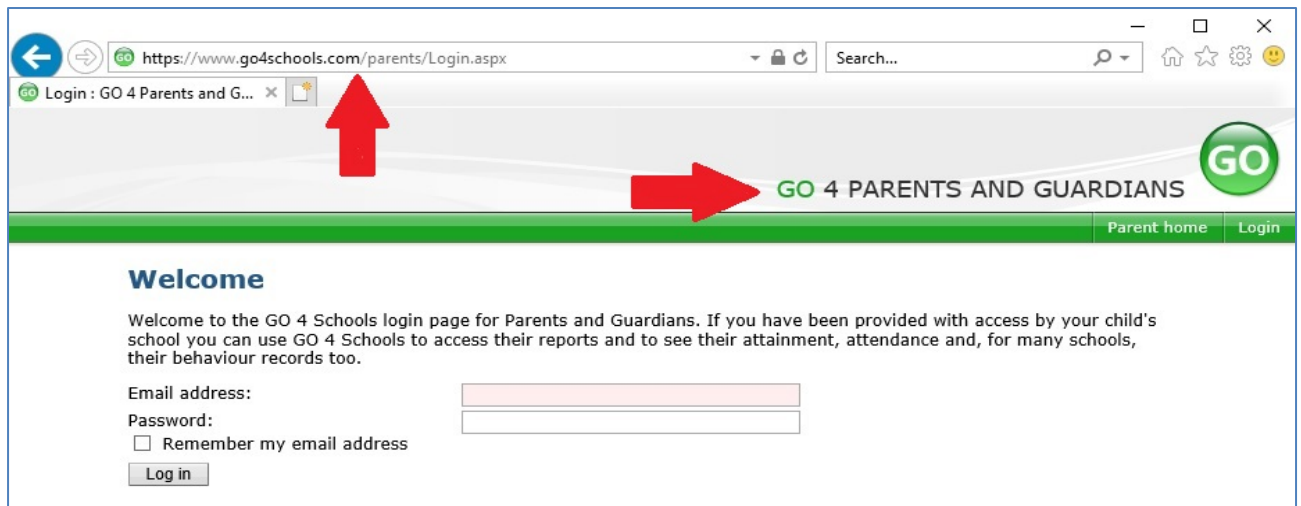 https://www.go4schools.com/parents/Login.aspx
Search...
Login : GO 4 Parents and G...
GO
GO 4 PARENTS AND GUARDIANS
Parent home
Login
Welcome
Welcome to the GO 4 Schools login page for Parents and Guardians. If you have been provided with access by your child's
school you can use GO 4 Schools to access their reports and to see their attainment, attendance and, for many schools,
their behaviour records too.
Email address:
Password:
Remember my email address
Log in